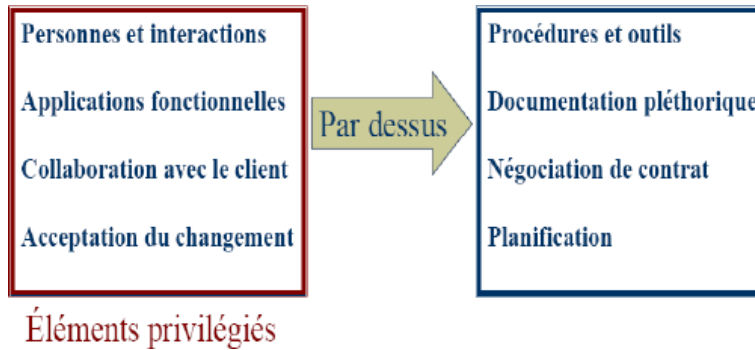 Personnes et interactions
Applications fonctionnelles
Collaboration avec le client
Acceptation du changement
Par dessus
Procédures et outils
Documentation pléthorique
Négociation de contrat
Planification
Éléments privilégiés